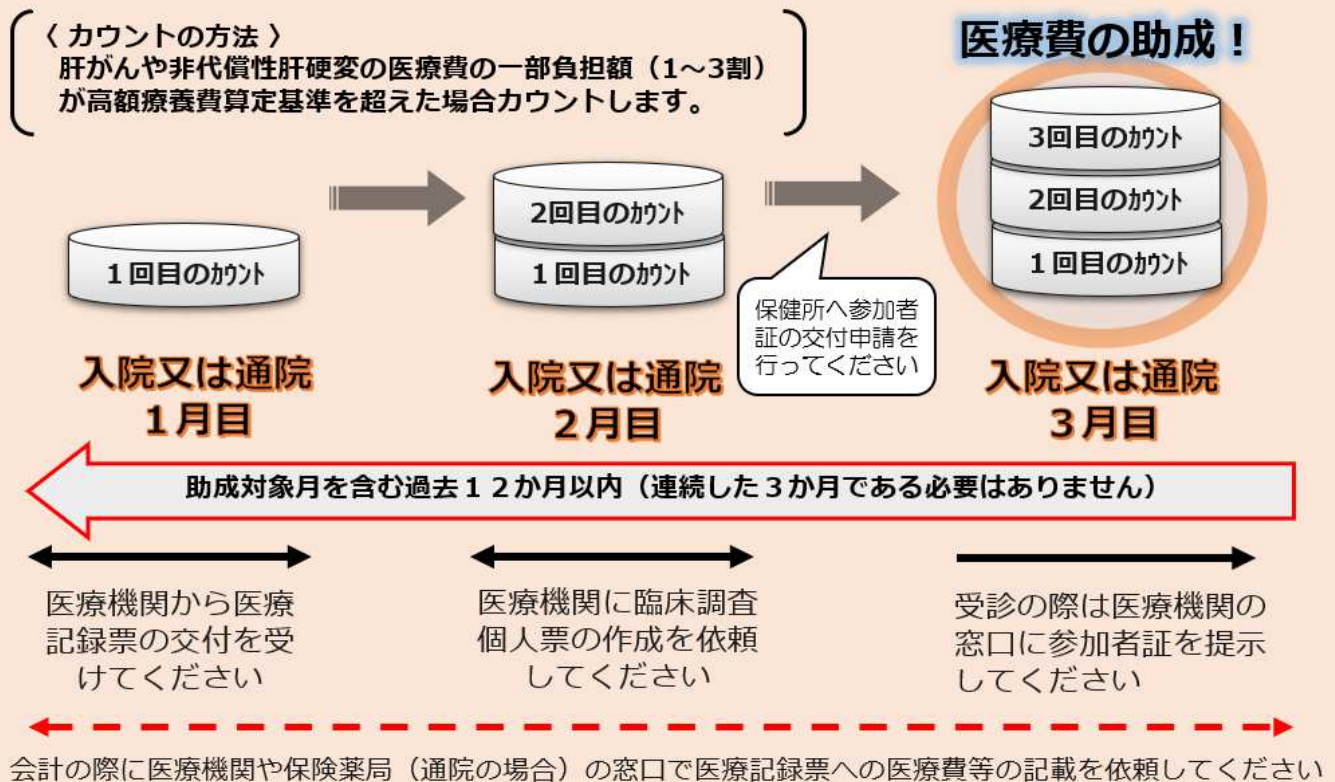 〈 カウントの方法 〉
肝がんや非代償性肝硬変の医療費の一部負担額（1～3割）
が高額療養費算定基準を超えた場合カウントします。
医療費の助成！
1回目のｶｳﾝﾄ
2回目のｶｳﾝﾄ
1回目のｶｳﾝﾄ
3回目のｶｳﾝﾄ
2回目のｶｳﾝﾄ
1回目のｶｳﾝﾄ
保健所へ参加者
証の交付申請を
行ってください
入院又は通院
１月目
入院又は通院
２月目
入院又は通院
３月目
助成対象月を含む過去１２か月以内（連続した３か月である必要はありません）
医療機関から医療
記録票の交付を受
けてください
医療機関に臨床調査
個人票の作成を依頼
してください
受診の際は医療機関の
窓口に参加者証を提示
してください
会計の際に医療機関や保険薬局（通院の場合）の窓口で医療記録票への医療費等の記載を依頼してください